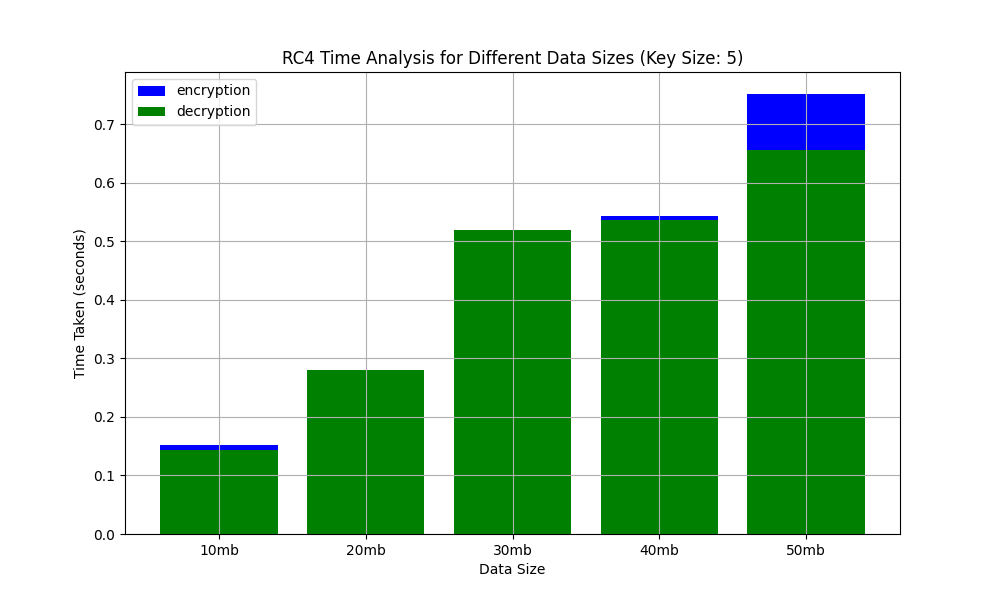 RC4 Time Analysis for Different Data Sizes (Key Size: 5)
encryption
decryption
0.7
0.6
0.5
0.4
0.3
0.2
0.1
0.0
Time Taken (seconds)
10mb 20mb 30mb 40mb 50mb
Data Size